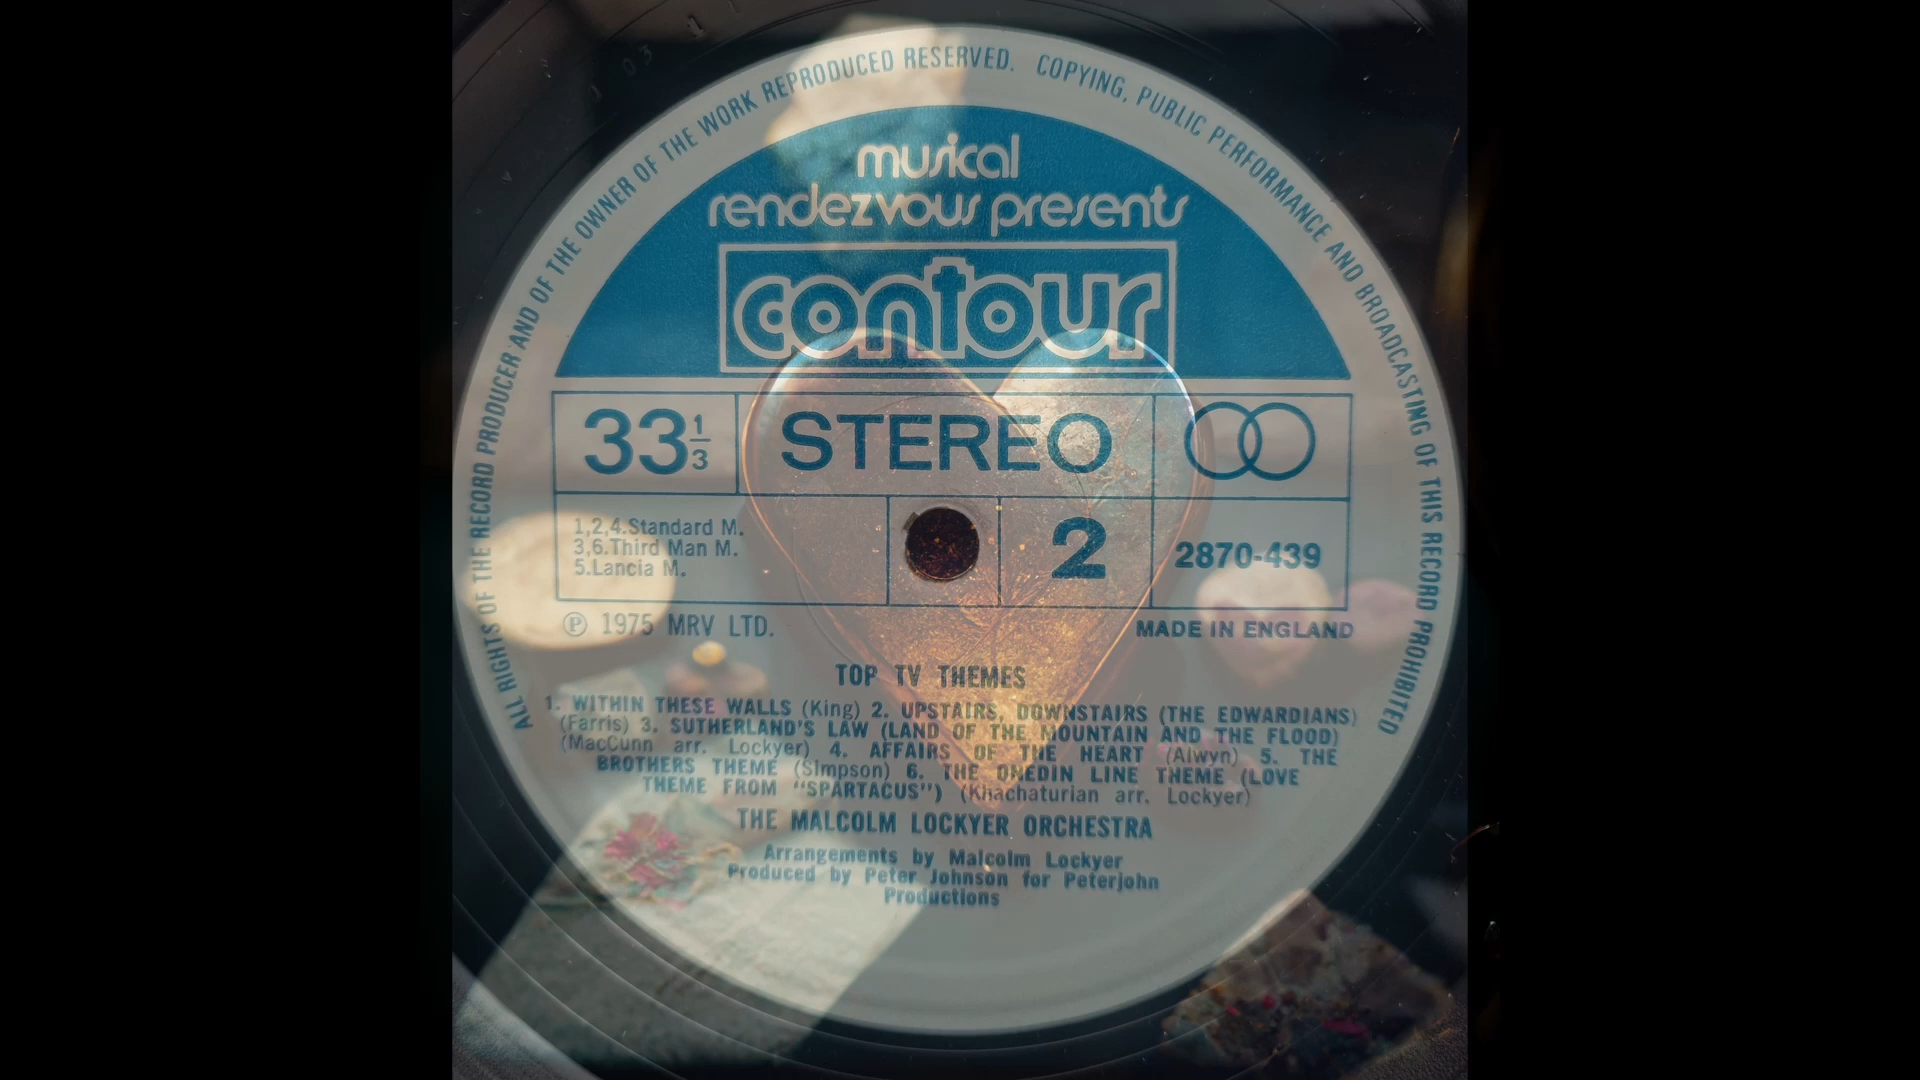 ALL RIGHTS OF THE RECORD PRODUCER AND OF THE OWNER OF THE WORK REPRODUCED RESERVED. COPYING, PUBLIC PERFORMANCE AND BROADCASTING OF THIS RECORD PROHIBITED
musical
rendezvous presents
contour
33 1/3 STEREO
1,2,4.Standard M.
3,6.Third Man M.
5.Lancia M.
2
2870-439
Ⓟ 1975 MRV LTD.
MADE IN ENGLAND
TOP TV THEMES
1. WITHIN THESE WALLS (King) 2. UPSTAIRS, DOWNSTAIRS (THE EDWARDIANS)
(Farris) 3. SUTHERLAND'S LAW (LAND OF THE MOUNTAIN AND THE FLOOD)
(MacCunn arr. Lockyer) 4. AFFAIRS OF THE HEART (Alwyn) 5. THE
BROTHERS THEME (Simpson) 6. THE ONEDIN LINE THEME (LOVE
THEME FROM "SPARTACUS") (Khachaturian arr. Lockyer)
THE MALCOLM LOCKYER ORCHESTRA
Arrangements by Malcolm Lockyer
Produced by Peter Johnson for Peterjohn
Productions